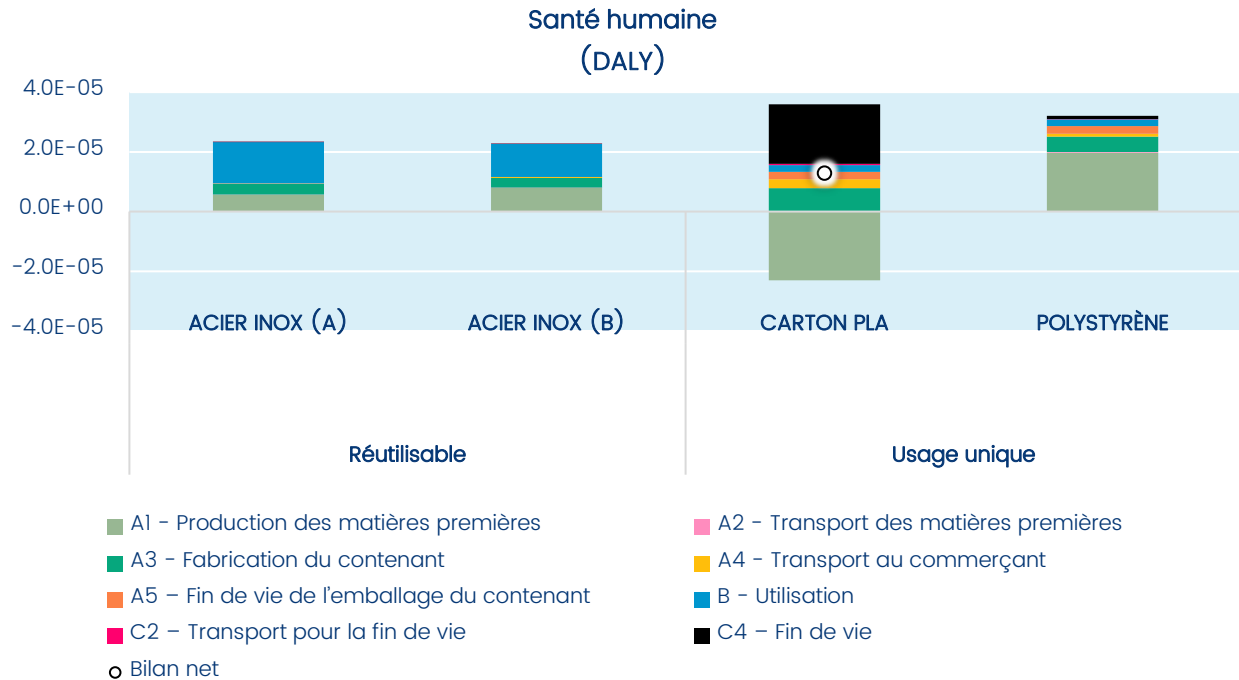 Santé humaine
(DALY)
4.0E-05
2.0E-05
0.0E+00
-2.0E-05
-4.0E-05
ACIER INOX (A)
ACIER INOX (B)
CARTON PLA
POLYSTYRÈNE
Réutilisable
Usage unique
A1 - Production des matières premières
A2 - Transport des matières premières
A3 - Fabrication du contenant
A4 - Transport au commerçant
A5 – Fin de vie de l’emballage du contenant
B - Utilisation
C2 – Transport pour la fin de vie
C4 – Fin de vie
Bilan net